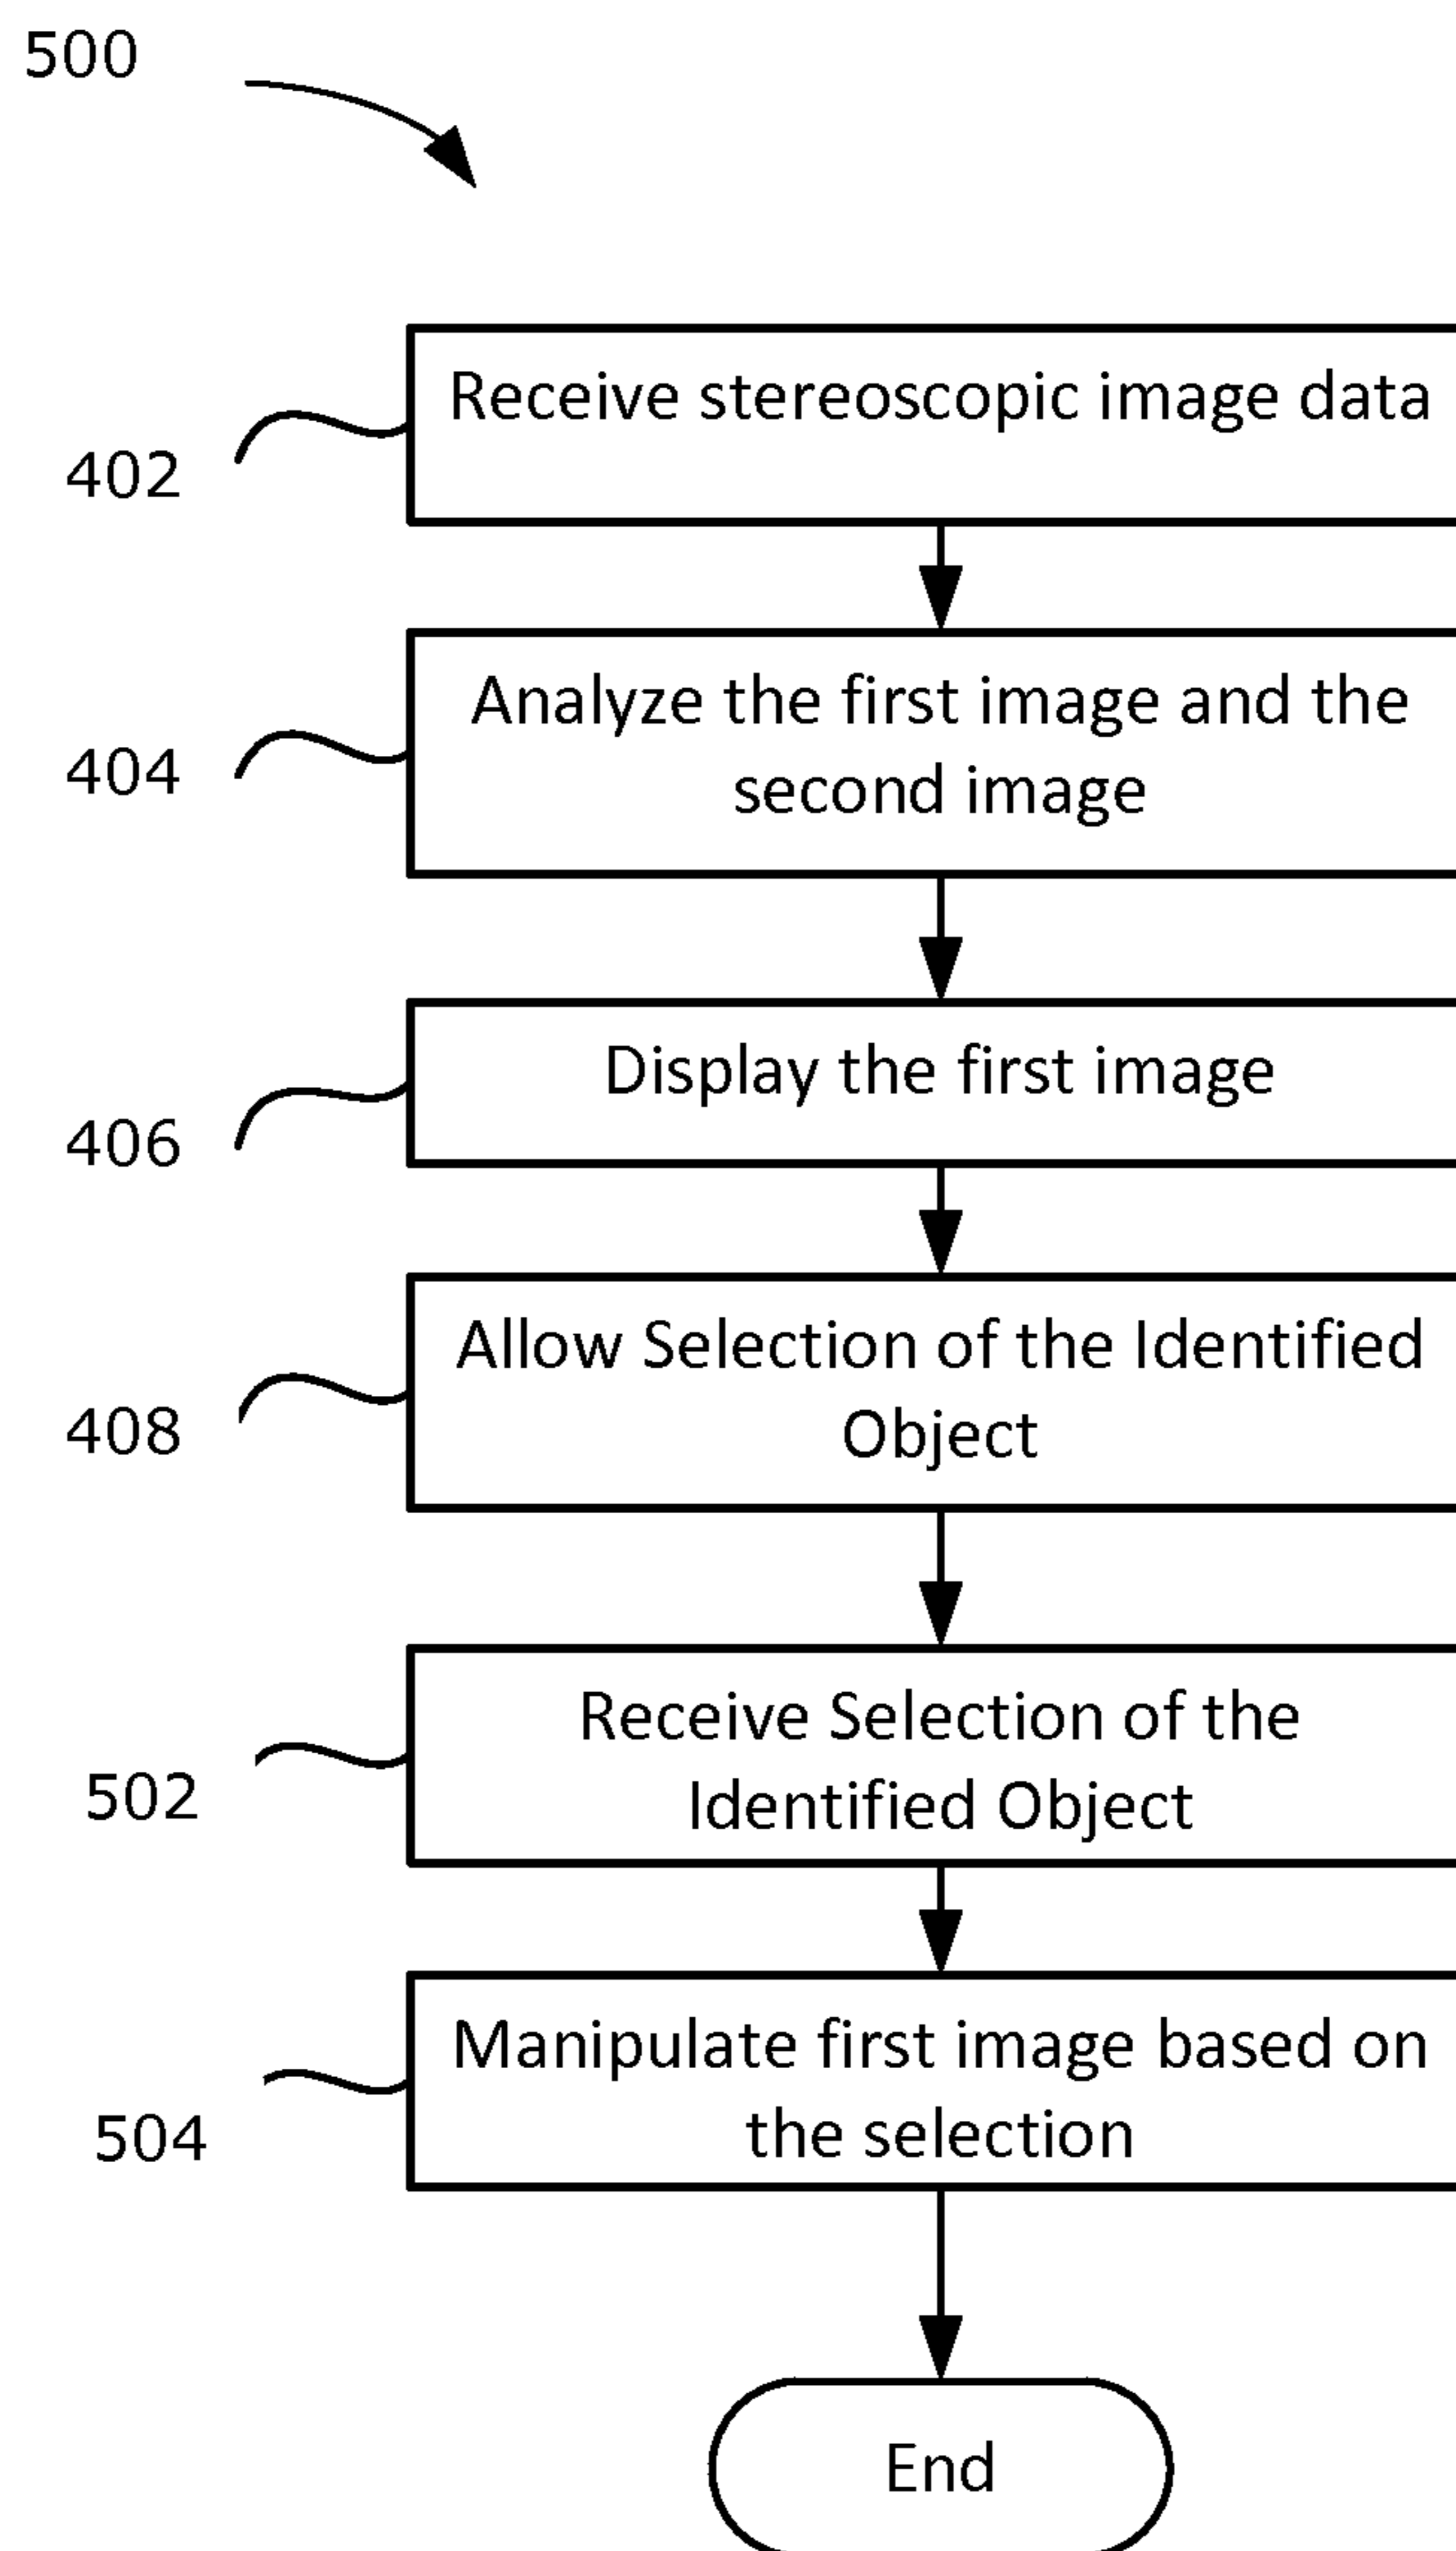 500
Receive stereoscopic image data
402
Analyze the first image and the
second image
404
Display the first image
406
Allow Selection of the Identified
Object
408
Receive Selection of the
Identified Object
502
Manipulate first image based on
the selection
504
End